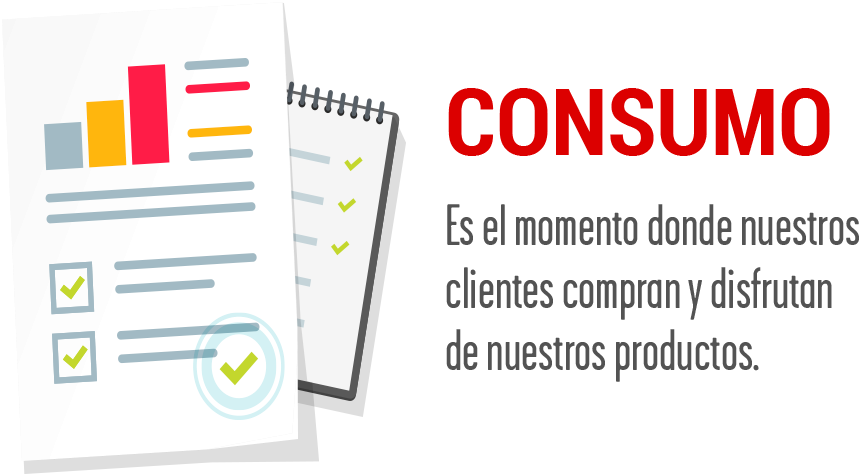 CONSUMO
Es el momento donde nuestros
clientes compran y disfrutan
de nuestros productos.